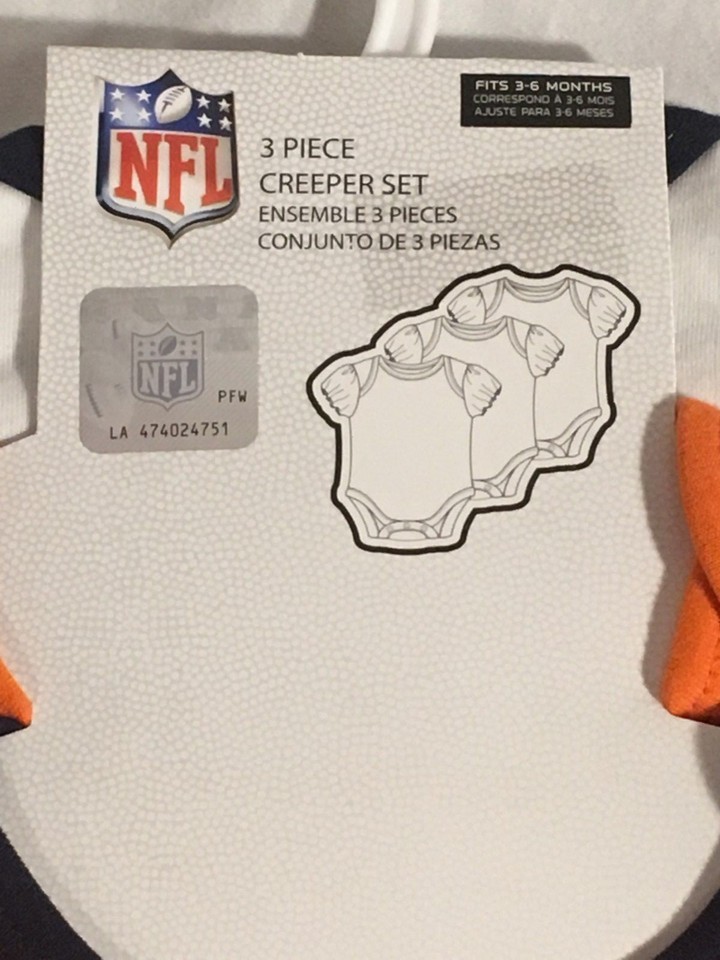 FITS 3-6 MONTHS
CORRESPOND À 3-6 MOIS
AJUSTE PARA 3-6 MESES
NFL
3 PIECE
CREEPER SET
ENSEMBLE 3 PIECES
CONJUNTO DE 3 PIEZAS
NFL
PFW
LA 474024751